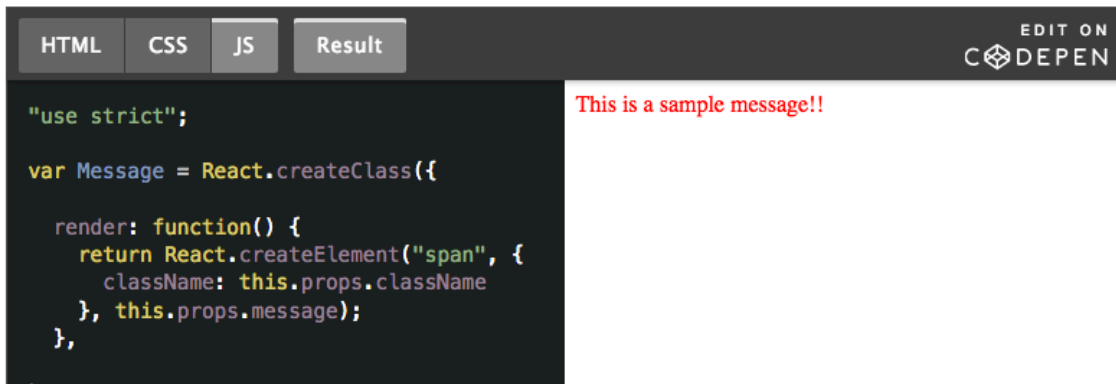 HTML CSS JS Result
EDIT ON
CODEPEN
"use strict";
var Message = React.createClass({
render: function() {
return React.createElement("span", {
className: this.props.className
}, this.props.message);
},
This is a sample message!!